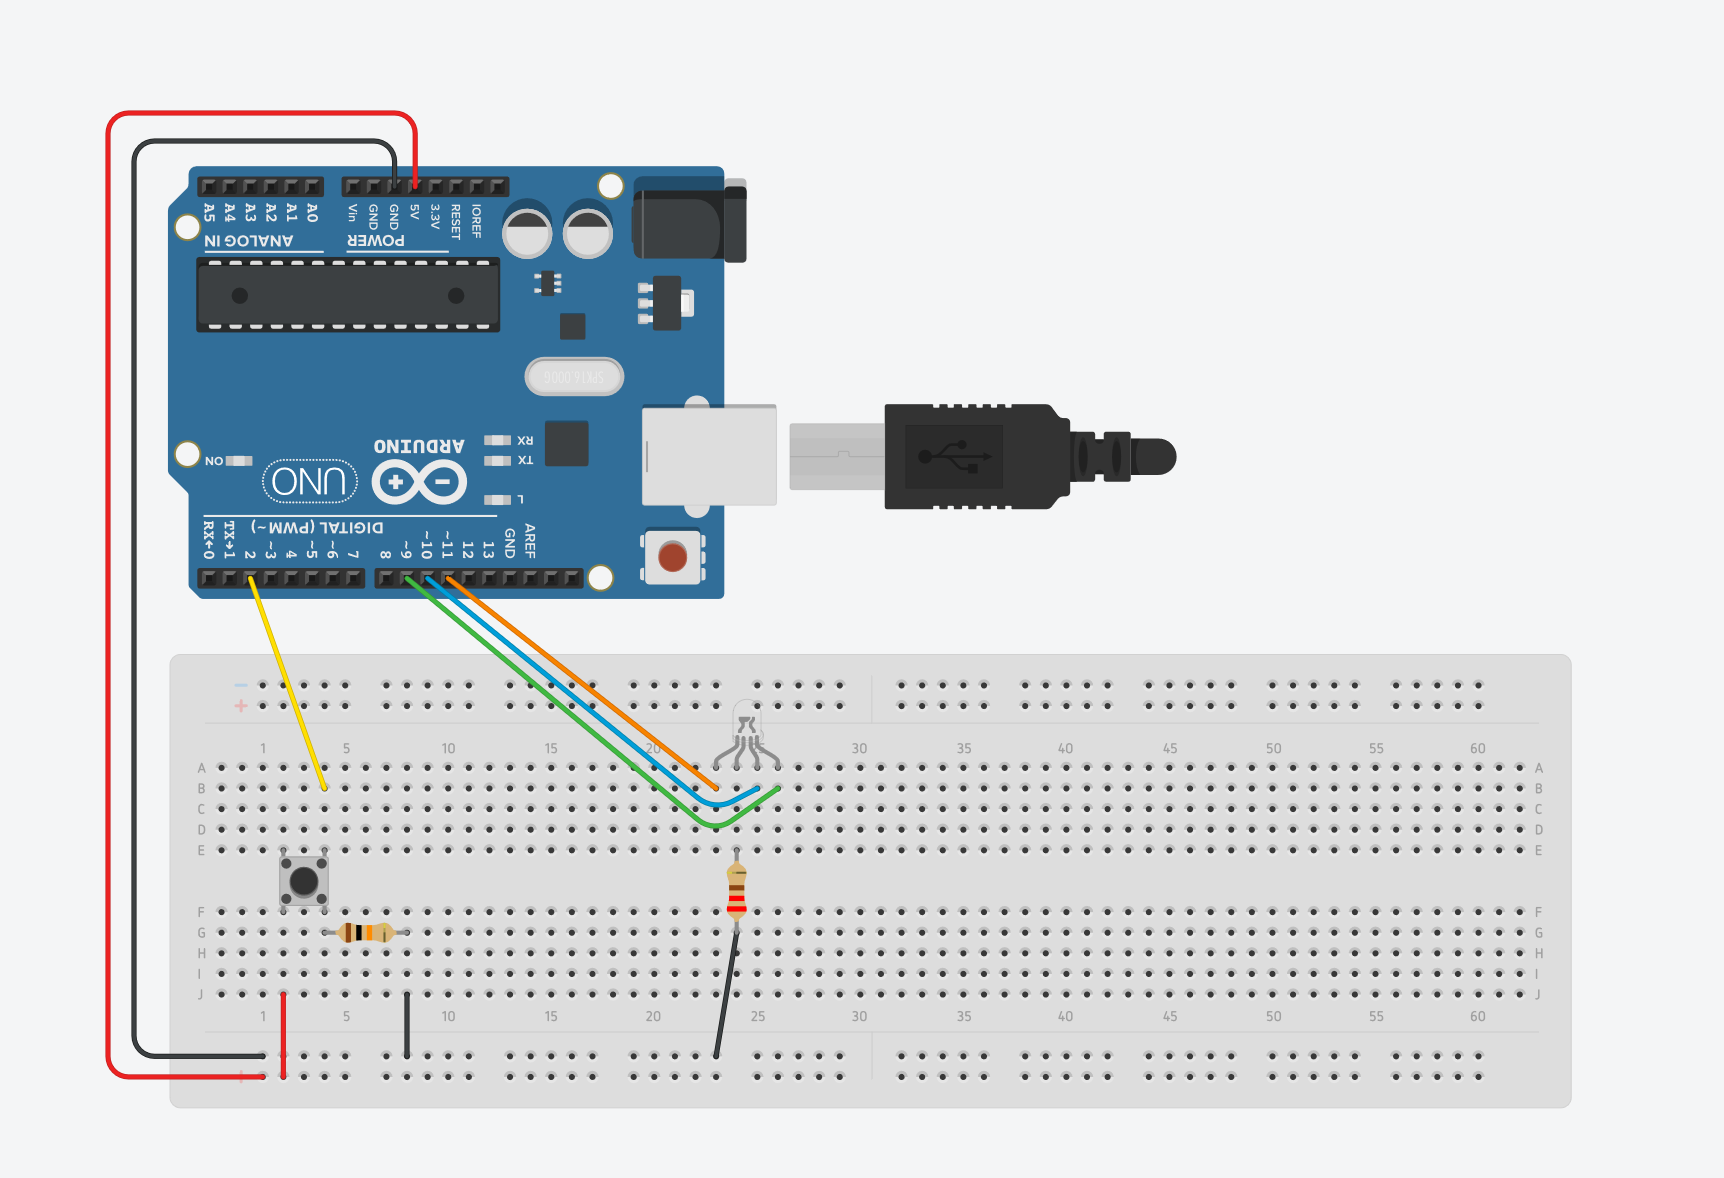 A5 A4 A3 A2 A1 A0
Vin GND GND 5V 3.3V RESET IOREF
ANALOG IN
POWER
SPK16.000G
ARDUINO
RX
TX
ON
UNO
L
DIGITAL (PWM ~)
RX←0 TX→1 2 ~3 4 ~5 ~6 7 8 ~9 ~10 ~11 12 13 GND AREF
− 
+
1 5 10 15 20 25 30 35 40 45 50 55 60
A A
B B
C C
D D
E E
F F
G G
H H
I I
J J
1 5 10 15 20 25 30 35 40 45 50 55 60
+